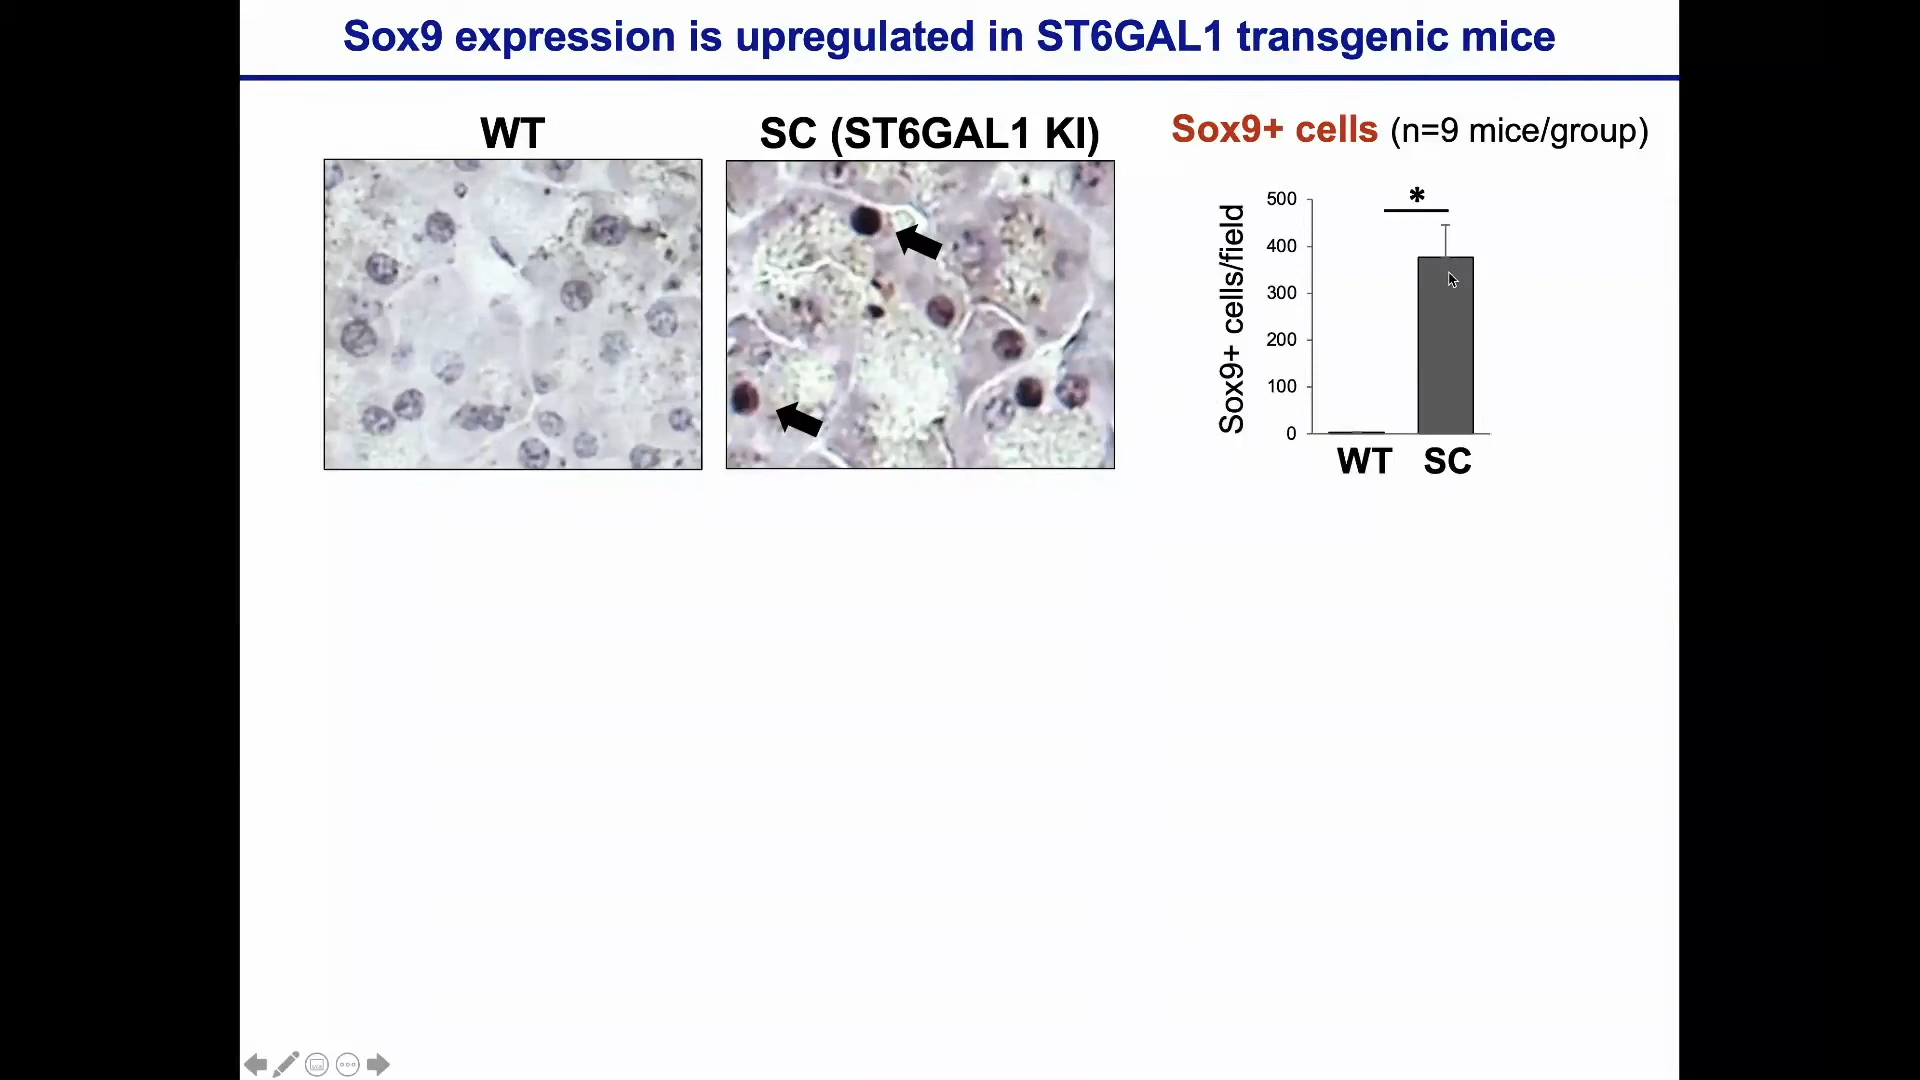 Sox9 expression is upregulated in ST6GAL1 transgenic mice
WT
SC (ST6GAL1 KI)
Sox9+ cells (n=9 mice/group)
*
Sox9+ cells/field
500
400
300
200
100
0
WT
SC